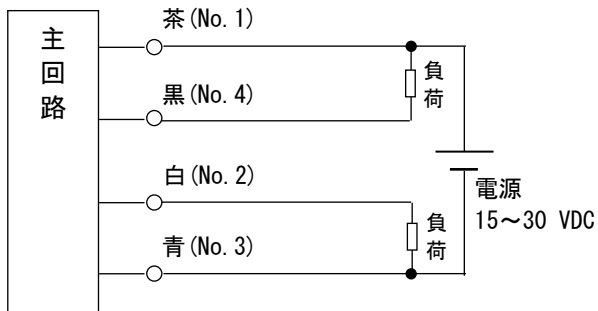 主回路
茶(No. 1)
黒(No. 4)
白(No. 2)
青(No. 3)
負荷
負荷
電源
15～30 VDC